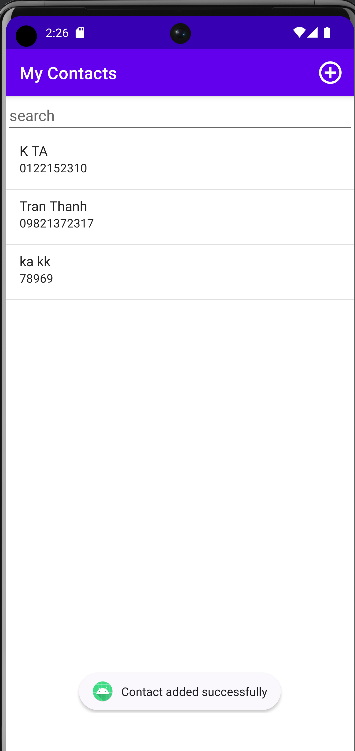 2:26
My Contacts
search
K TA
0122152310
Tran Thanh
09821372317
ka kk
78969
Contact added successfully